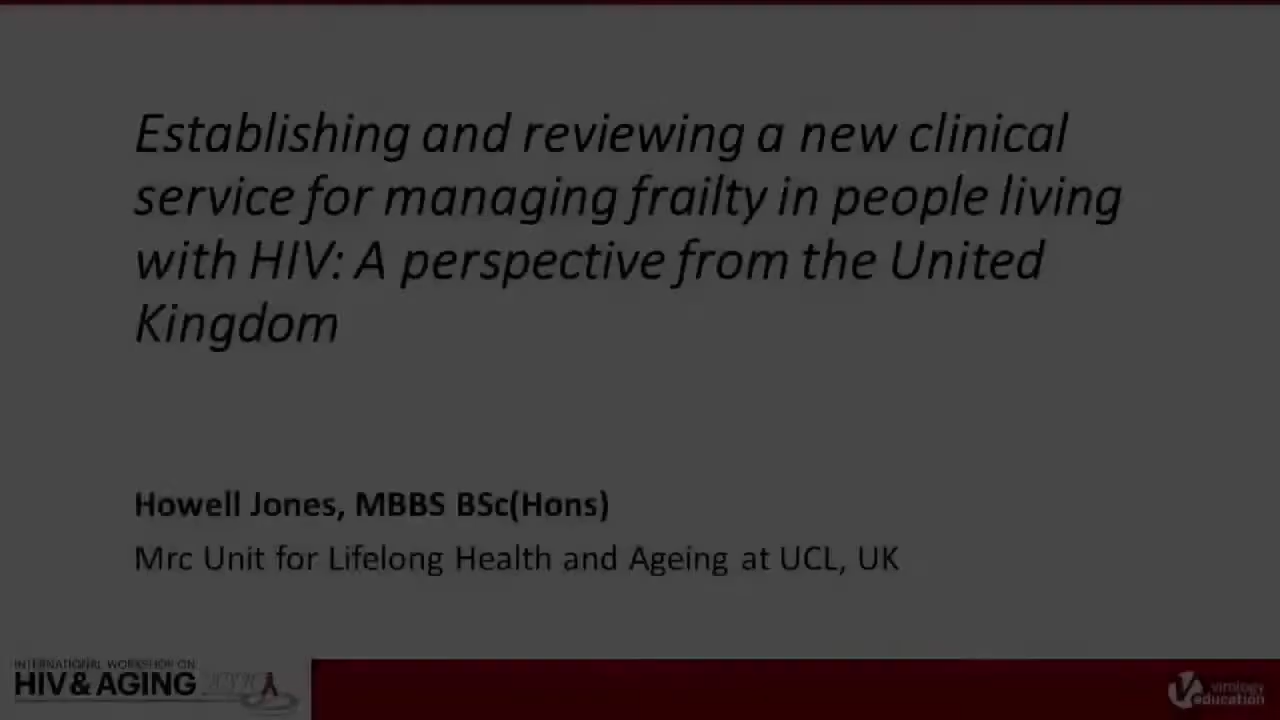 Establishing and reviewing a new clinical
service for managing frailty in people living
with HIV: A perspective from the United
Kingdom
Howell Jones, MBBS BSc(Hons)
Mrc Unit for Lifelong Health and Ageing at UCL, UK
INTERNATIONAL WORKSHOP ON
HIV & AGING
virology
education